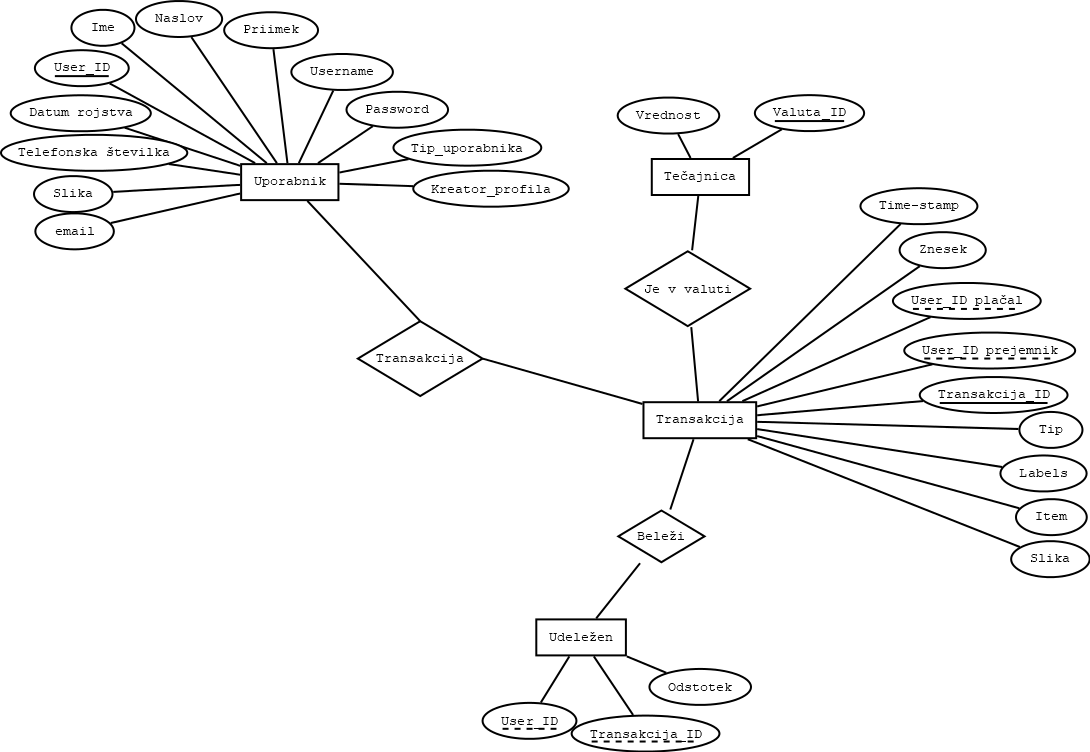 Ime
Naslov
Priimek
User_ID
Username
Datum rojstva
Password
Telefonska številka
Tip_uporabnika
Slika
Uporabnik
Kreator_profila
email
Vrednost
Valuta_ID
Tečajnica
Time-stamp
Znesek
Je v valuti
User_ID plačal
User_ID prejemnik
Transakcija
Transakcija_ID
Transakcija
Tip
Labels
Item
Beleži
Slika
Udeležen
Odstotek
User_ID
Transakcija_ID